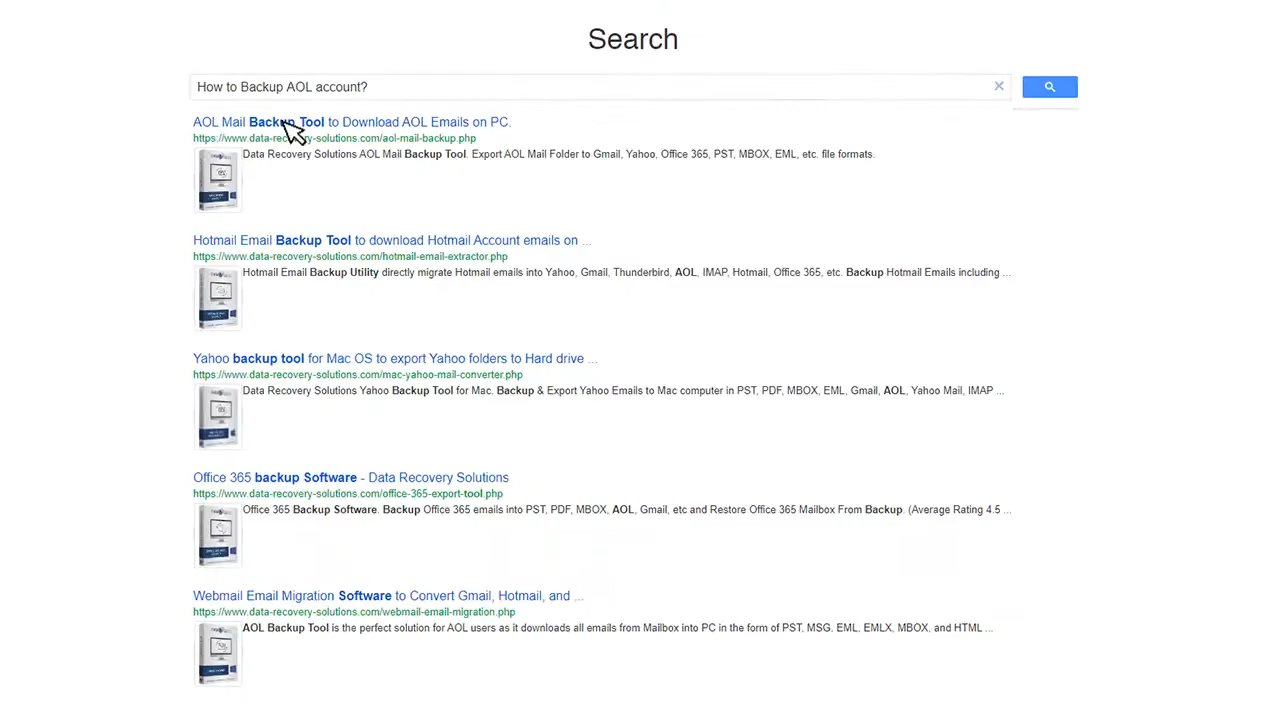 Search
How to Backup AOL account?
AOL Mail Backup Tool to Download AOL Emails on PC.
https://www.data-recovery-solutions.com/aol-mail-backup.php
Data Recovery Solutions AOL Mail Backup Tool. Export AOL Mail Folder to Gmail, Yahoo, Office 365, PST, MBOX, EML, etc. file formats.
Hotmail Email Backup Tool to download Hotmail Account emails on ...
https://www.data-recovery-solutions.com/hotmail-email-extractor.php
Hotmail Email Backup Utility directly migrate Hotmail emails into Yahoo, Gmail, Thunderbird, AOL, IMAP, Hotmail, Office 365, etc. Backup Hotmail Emails including ...
Yahoo backup tool for Mac OS to export Yahoo folders to Hard drive ...
https://www.data-recovery-solutions.com/mac-yahoo-mail-converter.php
Data Recovery Solutions Yahoo Backup Tool for Mac. Backup & Export Yahoo Emails to Mac computer in PST, PDF, MBOX, EML, Gmail, AOL, Yahoo Mail, IMAP ...
Office 365 backup Software - Data Recovery Solutions
https://www.data-recovery-solutions.com/office-365-export-tool.php
Office 365 Backup Software. Backup Office 365 emails into PST, PDF, MBOX, AOL, Gmail, etc and Restore Office 365 Mailbox From Backup. (Average Rating 4.5 ...
Webmail Email Migration Software to Convert Gmail, Hotmail, and ...
https://www.data-recovery-solutions.com/webmail-email-migration.php
AOL Backup Tool is the perfect solution for AOL users as it downloads all emails from Mailbox into PC in the form of PST, MSG. EML, EMLX, MBOX, and HTML ...